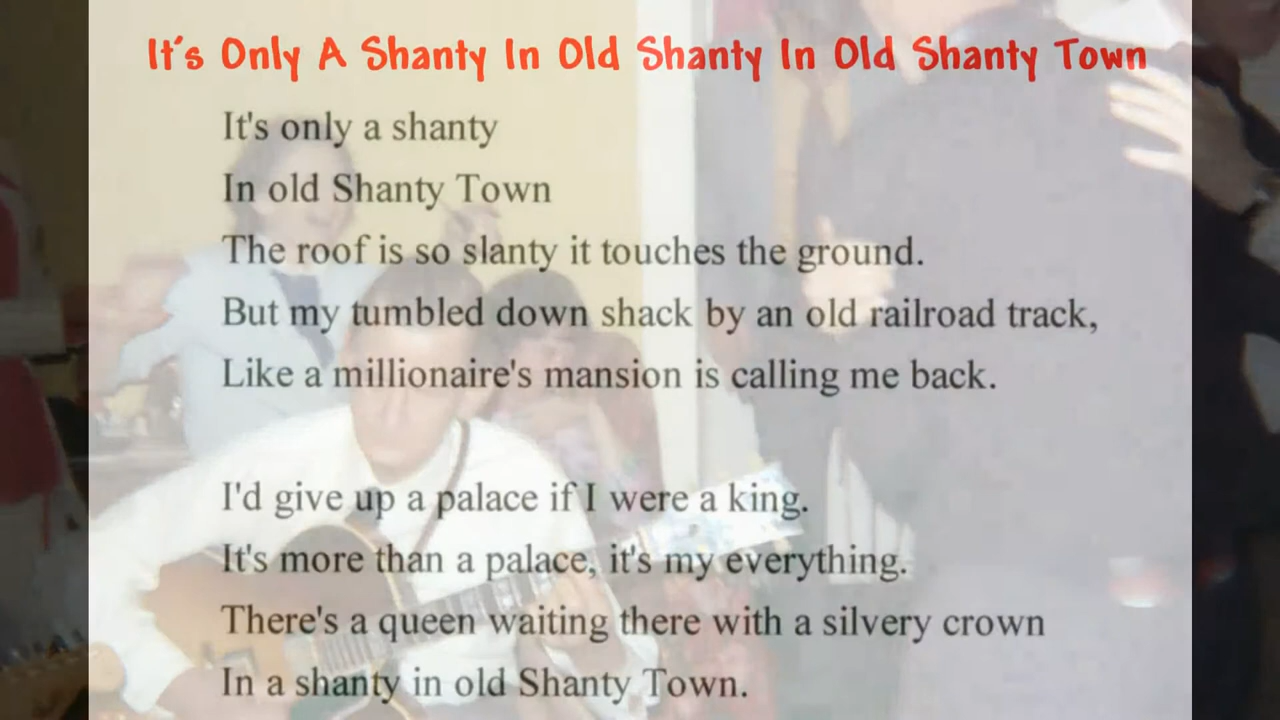 It's Only A Shanty In Old Shanty In Old Shanty Town
It's only a shanty
In old Shanty Town
The roof is so slanty it touches the ground.
But my tumbled down shack by an old railroad track,
Like a millionaire's mansion is calling me back.
I'd give up a palace if I were a king.
It's more than a palace, it's my everything.
There's a queen waiting there with a silvery crown
In a shanty in old Shanty Town.